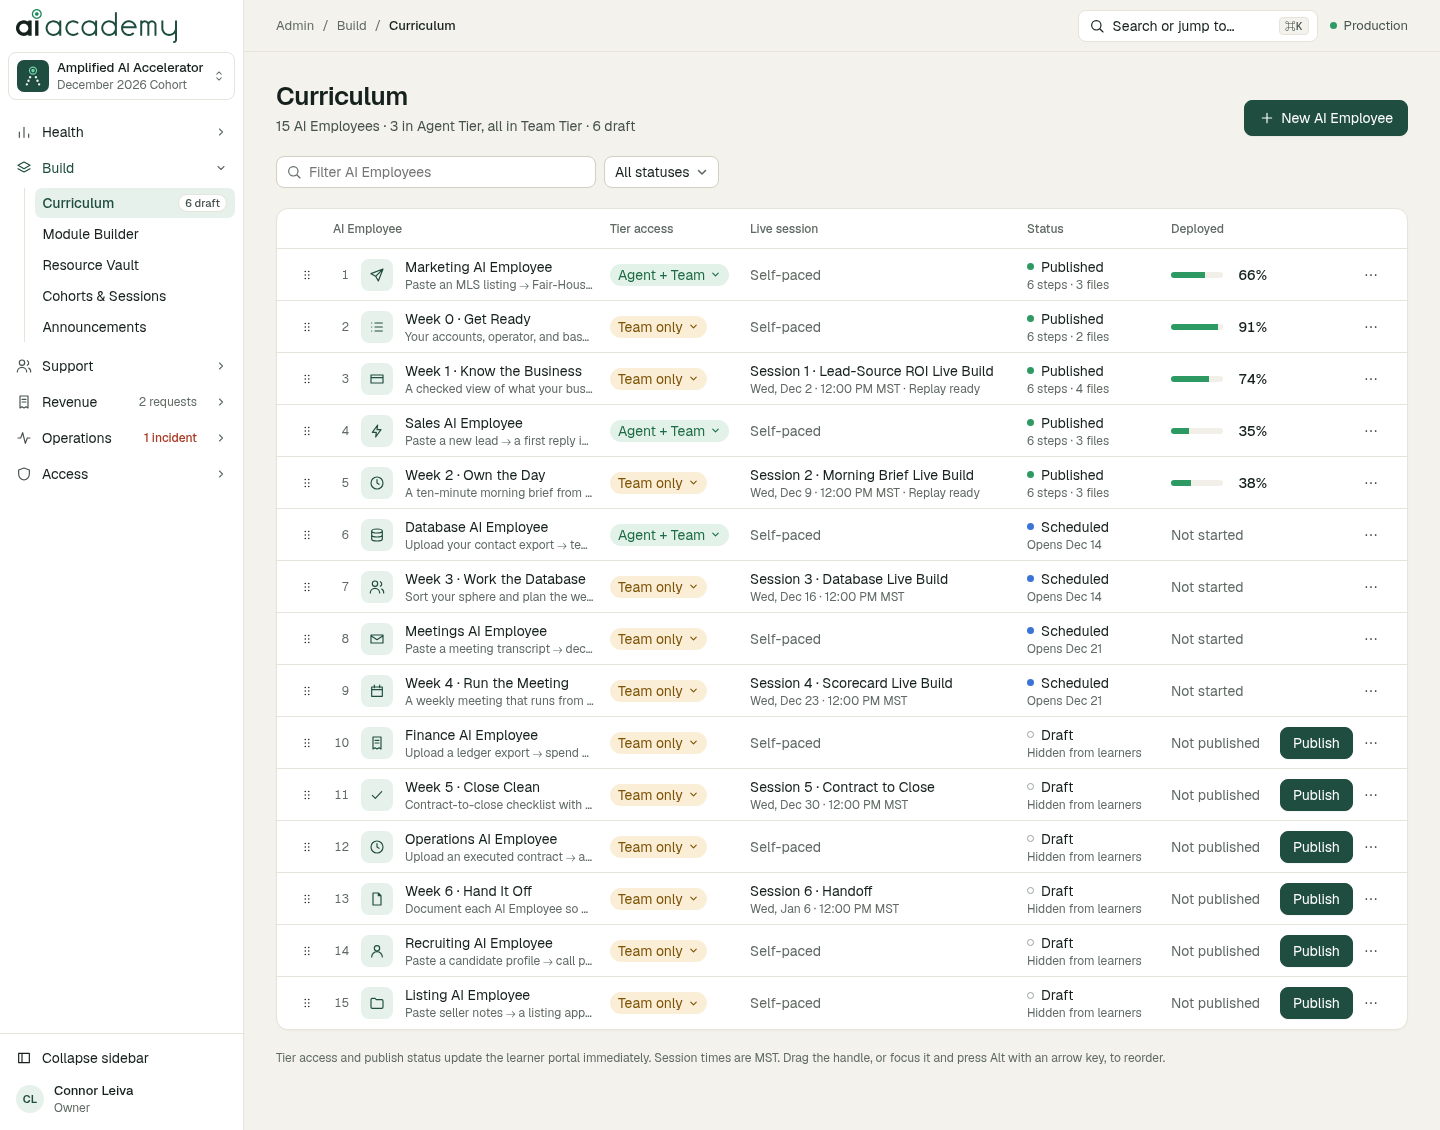 ai academy
Amplified AI Accelerator
December 2026 Cohort
Health
Build
Curriculum 6 draft
Module Builder
Resource Vault
Cohorts & Sessions
Announcements
Support
Revenue 2 requests
Operations 1 incident
Access
Collapse sidebar
CL
Connor Leiva
Owner
Admin / Build / Curriculum
Search or jump to… ⌘K
Production
Curriculum
15 AI Employees · 3 in Agent Tier, all in Team Tier · 6 draft
+ New AI Employee
Filter AI Employees
All statuses
AI Employee Tier access Live session Status Deployed
1 Marketing AI Employee Agent + Team Self-paced Published 66% ···
Paste an MLS listing → Fair-Hous… 6 steps · 3 files
2 Week 0 · Get Ready Team only Self-paced Published 91% ···
Your accounts, operator, and bas… 6 steps · 2 files
3 Week 1 · Know the Business Team only Session 1 · Lead-Source ROI Live Build Published 74% ···
A checked view of what your bus… Wed, Dec 2 · 12:00 PM MST · Replay ready 6 steps · 4 files
4 Sales AI Employee Agent + Team Self-paced Published 35% ···
Paste a new lead → a first reply i… 6 steps · 3 files
5 Week 2 · Own the Day Team only Session 2 · Morning Brief Live Build Published 38% ···
A ten-minute morning brief from … Wed, Dec 9 · 12:00 PM MST · Replay ready 6 steps · 3 files
6 Database AI Employee Agent + Team Self-paced Scheduled Not started ···
Upload your contact export → te… Opens Dec 14
7 Week 3 · Work the Database Team only Session 3 · Database Live Build Scheduled Not started ···
Sort your sphere and plan the we… Wed, Dec 16 · 12:00 PM MST Opens Dec 14
8 Meetings AI Employee Team only Self-paced Scheduled Not started ···
Paste a meeting transcript → dec… Opens Dec 21
9 Week 4 · Run the Meeting Team only Session 4 · Scorecard Live Build Scheduled Not started ···
A weekly meeting that runs from … Wed, Dec 23 · 12:00 PM MST Opens Dec 21
10 Finance AI Employee Team only Self-paced Draft Not published Publish ···
Upload a ledger export → spend … Hidden from learners
11 Week 5 · Close Clean Team only Session 5 · Contract to Close Draft Not published Publish ···
Contract-to-close checklist with … Wed, Dec 30 · 12:00 PM MST Hidden from learners
12 Operations AI Employee Team only Self-paced Draft Not published Publish ···
Upload an executed contract → a… Hidden from learners
13 Week 6 · Hand It Off Team only Session 6 · Handoff Draft Not published Publish ···
Document each AI Employee so … Wed, Jan 6 · 12:00 PM MST Hidden from learners
14 Recruiting AI Employee Team only Self-paced Draft Not published Publish ···
Paste a candidate profile → call p… Hidden from learners
15 Listing AI Employee Team only Self-paced Draft Not published Publish ···
Paste seller notes → a listing app… Hidden from learners
Tier access and publish status update the learner portal immediately. Session times are MST. Drag the handle, or focus it and press Alt with an arrow key, to reorder.